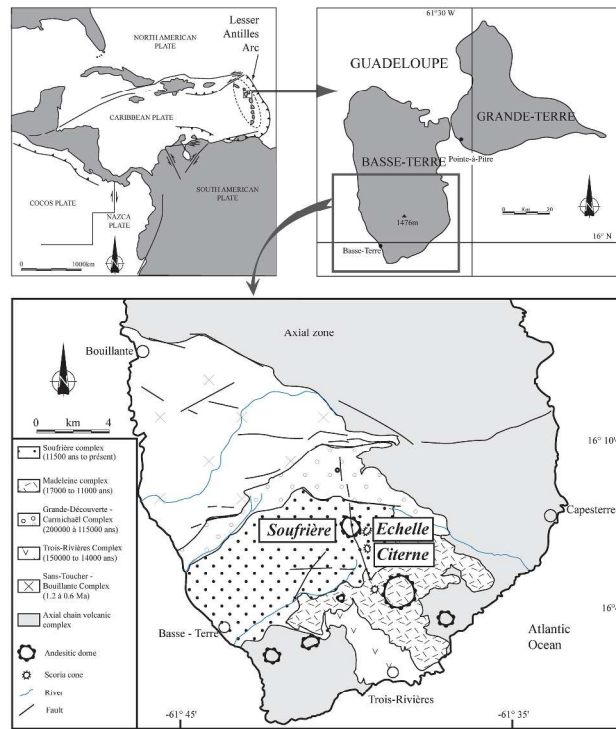 NORTH AMERICAN
PLATE
Lesser
Antilles
Arc
CARIBBEAN PLATE
COCOS PLATE
NAZCA
PLATE
SOUTH AMERICAN
PLATE
N
0 1000km
61° 30 W
GUADELOUPE
GRANDE-TERRE
BASSE-TERRE
Pointe-à-Pitre
1476m
N
0 Km 20
16° N
Basse-Terre
Axial zone
Bouillante
N
0 km 4
16° 10'
Capesterre
Soufrière
Echelle
Citerne
16°
Basse - Terre
Atlantic
Ocean
Trois-Rivières
-61° 45'
-61° 35'
Soufrière complex
(11500 ans to présent)
Madeleine complex
(17000 to 11000 ans)
Grande-Découverte -
Carmichaël Complex
(200000 à 115000 ans)
Trois-Rivières Complex
(150000 to 14000 ans)
Sans-Toucher -
Bouillante Complex
(1.2 à 0.6 Ma)
Axial chain volcanic
complex
Andesitic dome
Scoria cone
River
Fault